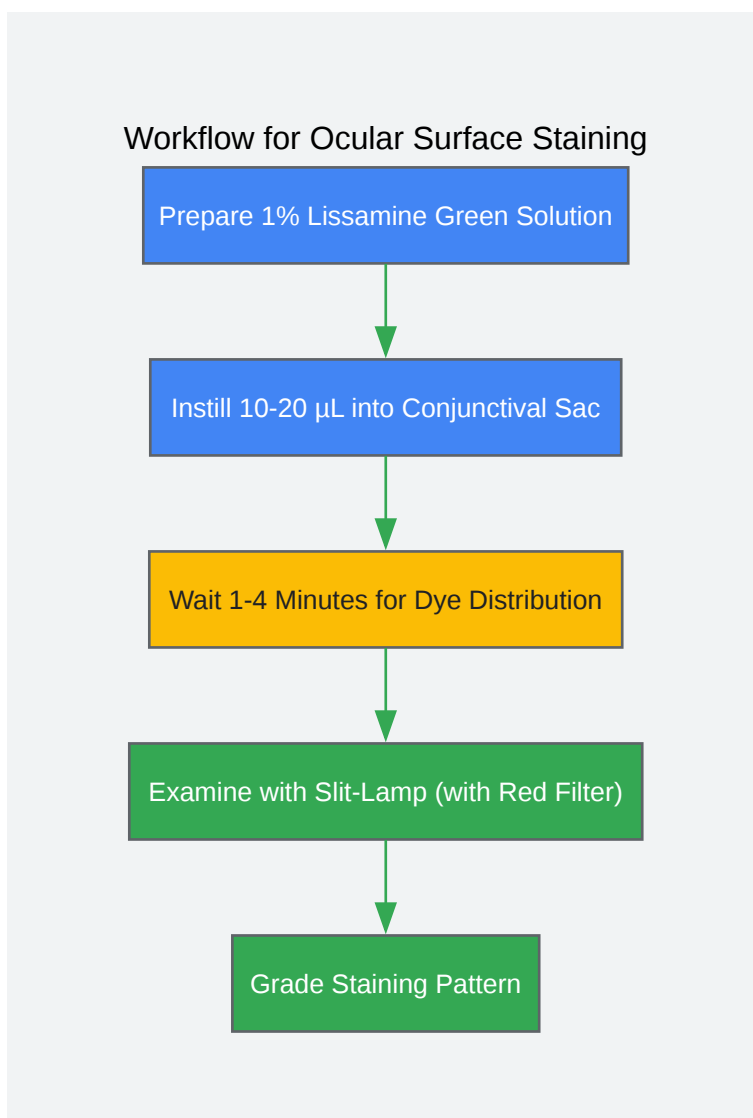 Workflow for Ocular Surface Staining
Prepare 1% Lissamine Green Solution
Instill 10-20 µL into Conjunctival Sac
Wait 1-4 Minutes for Dye Distribution
Examine with Slit-Lamp (with Red Filter)
Grade Staining Pattern